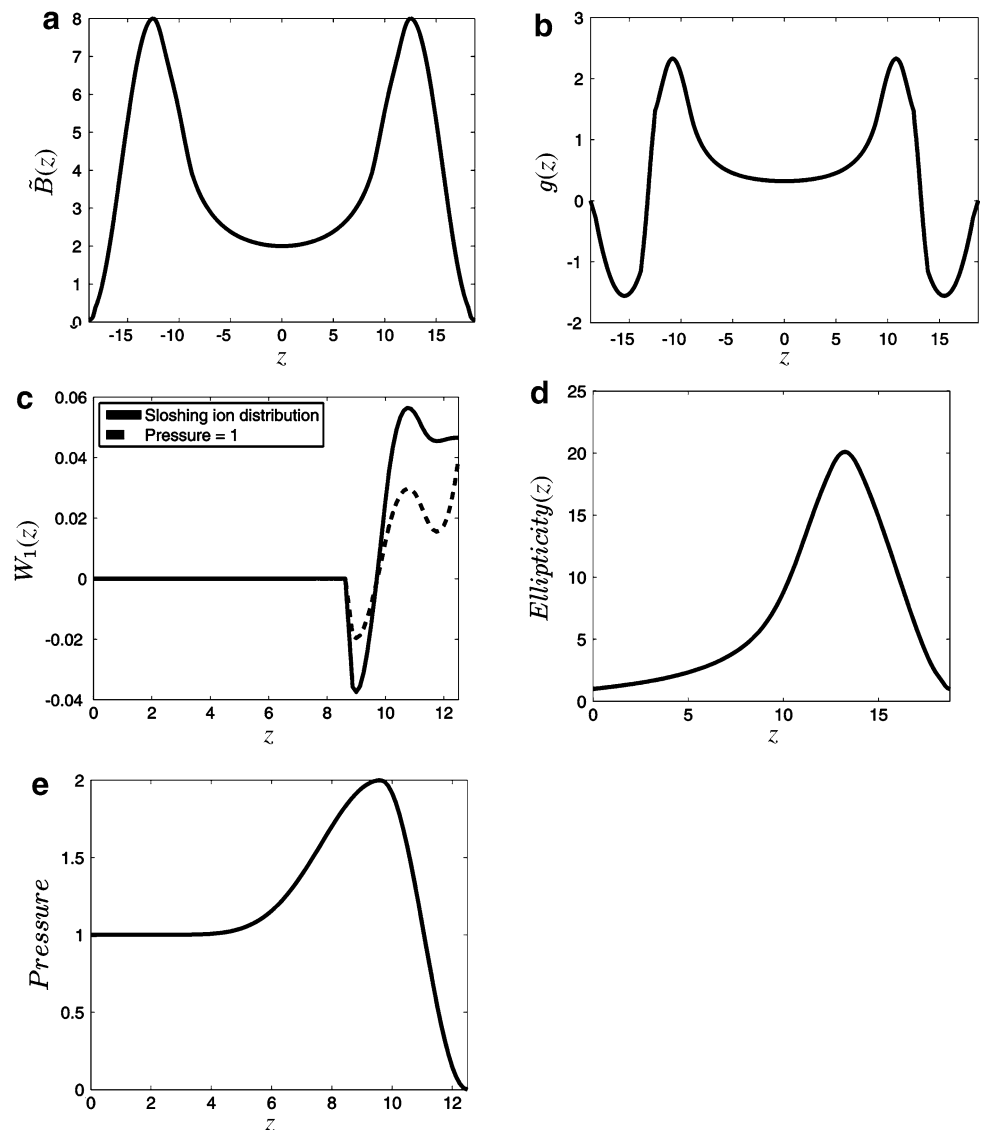 a
8
7
6
5
4
3
2
1
0
B̃(z)
-15 -10 -5 0 5 10 15
z
b
3
2
1
0
-1
-2
g(z)
-15 -10 -5 0 5 10 15
z
c
0.06
0.04
0.02
0
-0.02
-0.04
W₁(z)
Sloshing ion distribution
Pressure = 1
0 2 4 6 8 10 12
z
d
25
20
15
10
5
0
Ellipticity(z)
0 5 10 15
z
e
2
1.5
1
0.5
0
Pressure
0 2 4 6 8 10 12
z